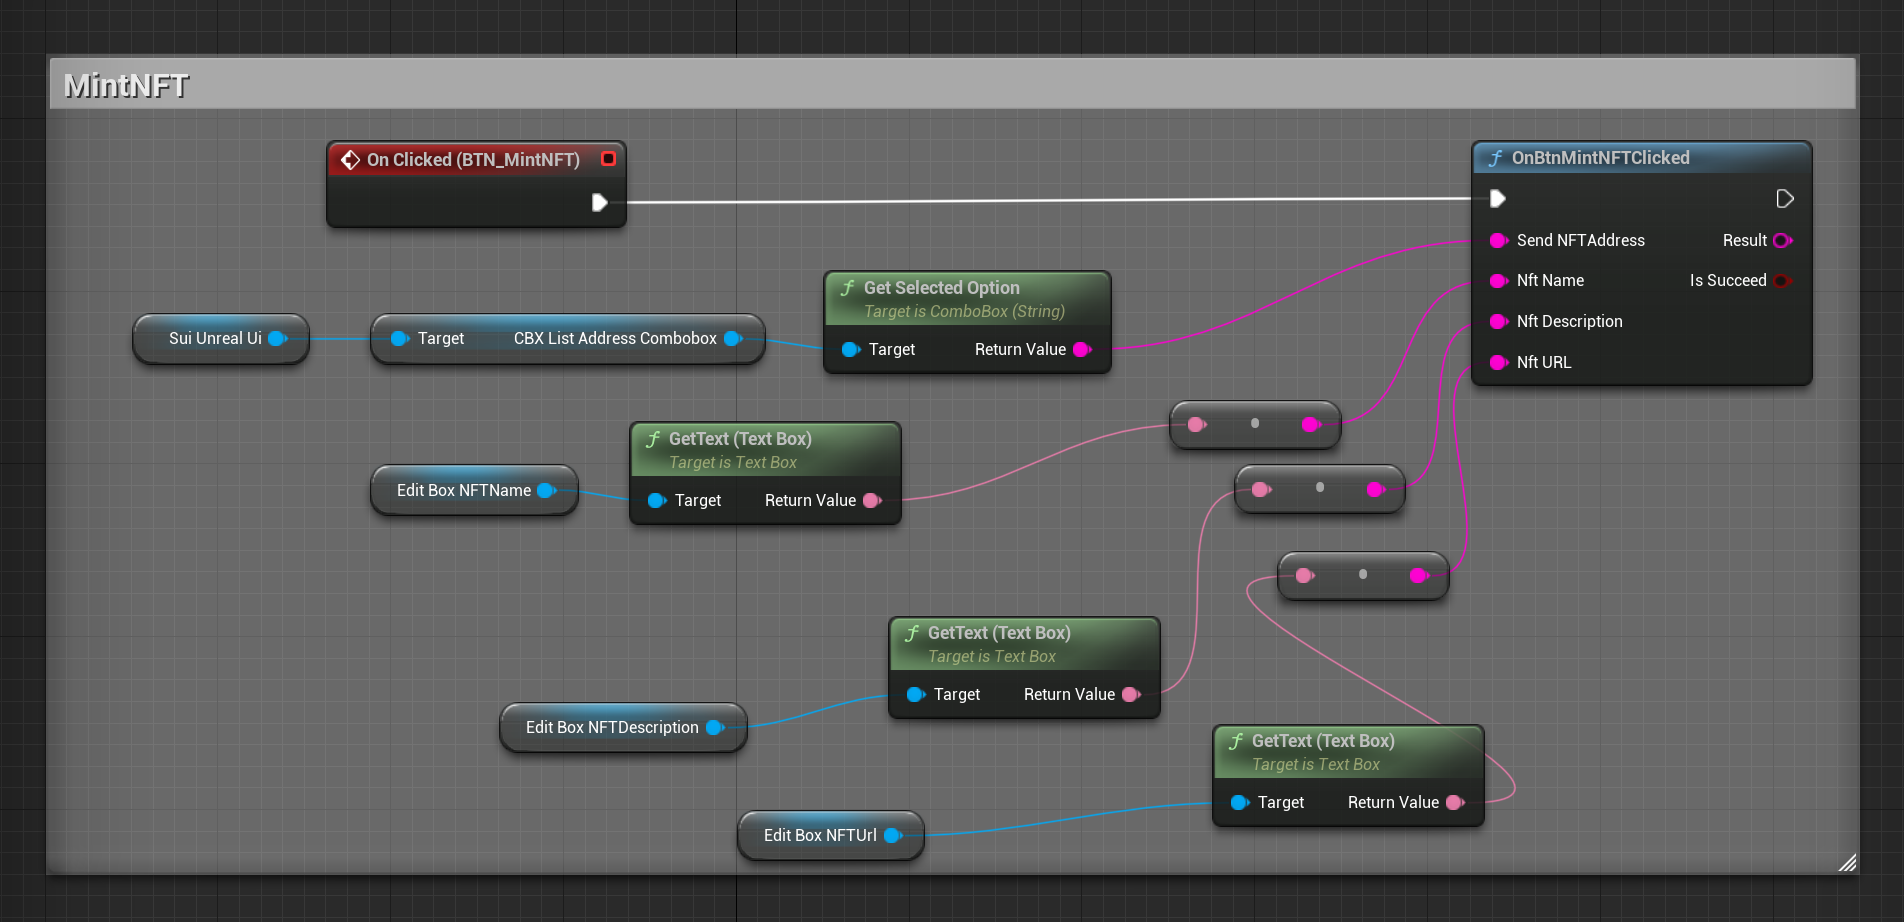 MintNFT
On Clicked (BTN_MintNFT)
OnBtnMintNFTClicked
Send NFTAddress
Result
Nft Name
Is Succeed
Nft Description
Nft URL
Get Selected Option
Target is ComboBox (String)
Target
Return Value
Sui Unreal Ui
Target
CBX List Address Combobox
GetText (Text Box)
Target is Text Box
Target
Return Value
Edit Box NFTName
GetText (Text Box)
Target is Text Box
Target
Return Value
Edit Box NFTDescription
GetText (Text Box)
Target is Text Box
Target
Return Value
Edit Box NFTUrl